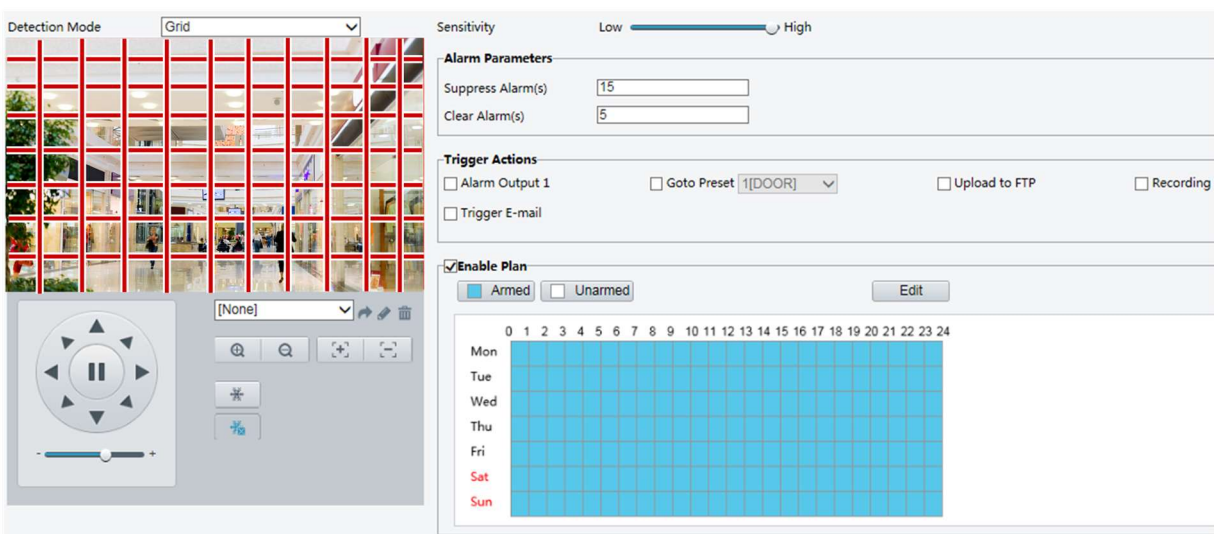 Detection Mode Grid
Sensitivity Low High
Alarm Parameters
Suppress Alarm(s) 15
Clear Alarm(s) 5
Trigger Actions
Alarm Output 1 Goto Preset 1[DOOR] Upload to FTP Recording
Trigger E-mail
Enable Plan
Armed Unarmed Edit
[None]
0 1 2 3 4 5 6 7 8 9 10 11 12 13 14 15 16 17 18 19 20 21 22 23 24
Mon
Tue
Wed
Thu
Fri
Sat
Sun
- +